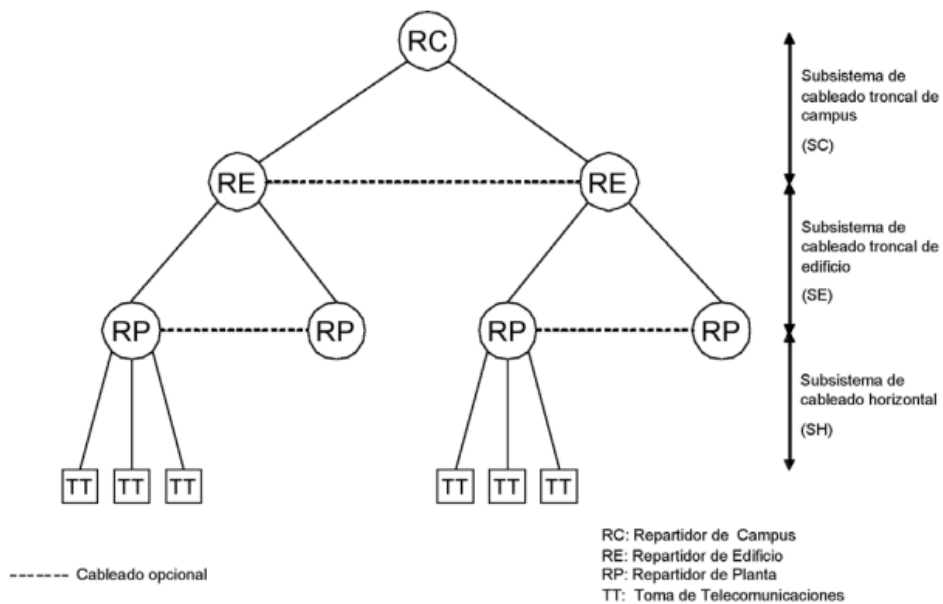 RC
Subsistema de
cableado troncal de
campus
(SC)
RE
RE
Subsistema de
cableado troncal de
edificio
(SE)
RP
RP
RP
RP
Subsistema de
cableado horizontal
(SH)
TT TT TT
TT TT TT
RC: Repartidor de Campus
RE: Repartidor de Edificio
RP: Repartidor de Planta
TT: Toma de Telecomunicaciones
Cableado opcional